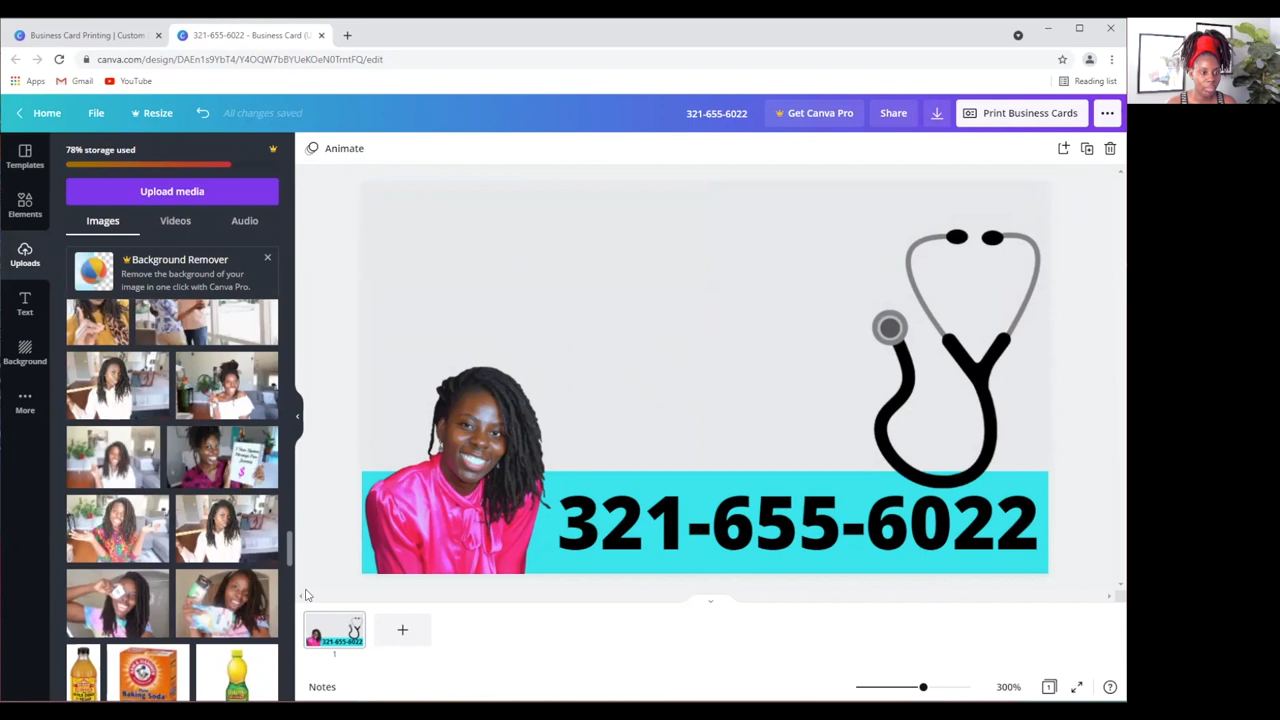 Business Card Printing | Custom
321-655-6022 - Business Card (U
canva.com/design/DAEn1s9YbT4/Y4OQW7bBYUeKOeN0TrntFQ/edit
Apps
Gmail
YouTube
Reading list
Home
File
Resize
All changes saved
321-655-6022
Get Canva Pro
Share
Print Business Cards
Templates
Elements
Uploads
Text
Background
More
78% storage used
Upload media
Images
Videos
Audio
Background Remover
Remove the background of your
image in one click with Canva Pro.
Animate
321-655-6022
1
Notes
300%
1